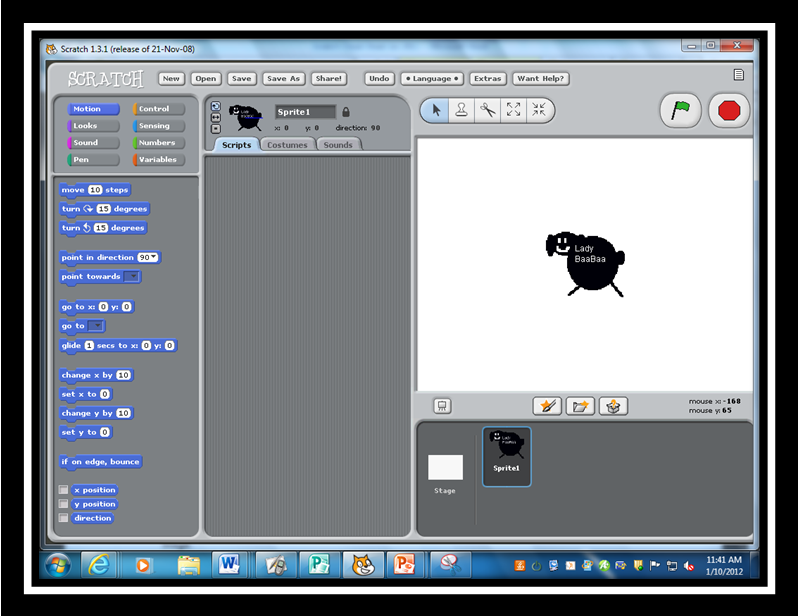 Scratch 1.3.1 (release of 21-Nov-08)
SCRATCH New Open Save Save As Share! Undo • Language • Extras Want Help?
Motion Control
Looks Sensing
Sound Numbers
Pen Variables
Lady
BaaBaa
Sprite1
x: 0 y: 0 direction: 90
Scripts Costumes Sounds
move 10 steps
turn 15 degrees
turn 15 degrees
point in direction 90
point towards
go to x: 0 y: 0
go to
glide 1 secs to x: 0 y: 0
change x by 10
set x to 0
change y by 10
set y to 0
if on edge, bounce
x position
y position
direction
Lady
BaaBaa
mouse x: -168
mouse y: 65
Stage
Lady
BaaBaa
Sprite1
11:41 AM
1/10/2012